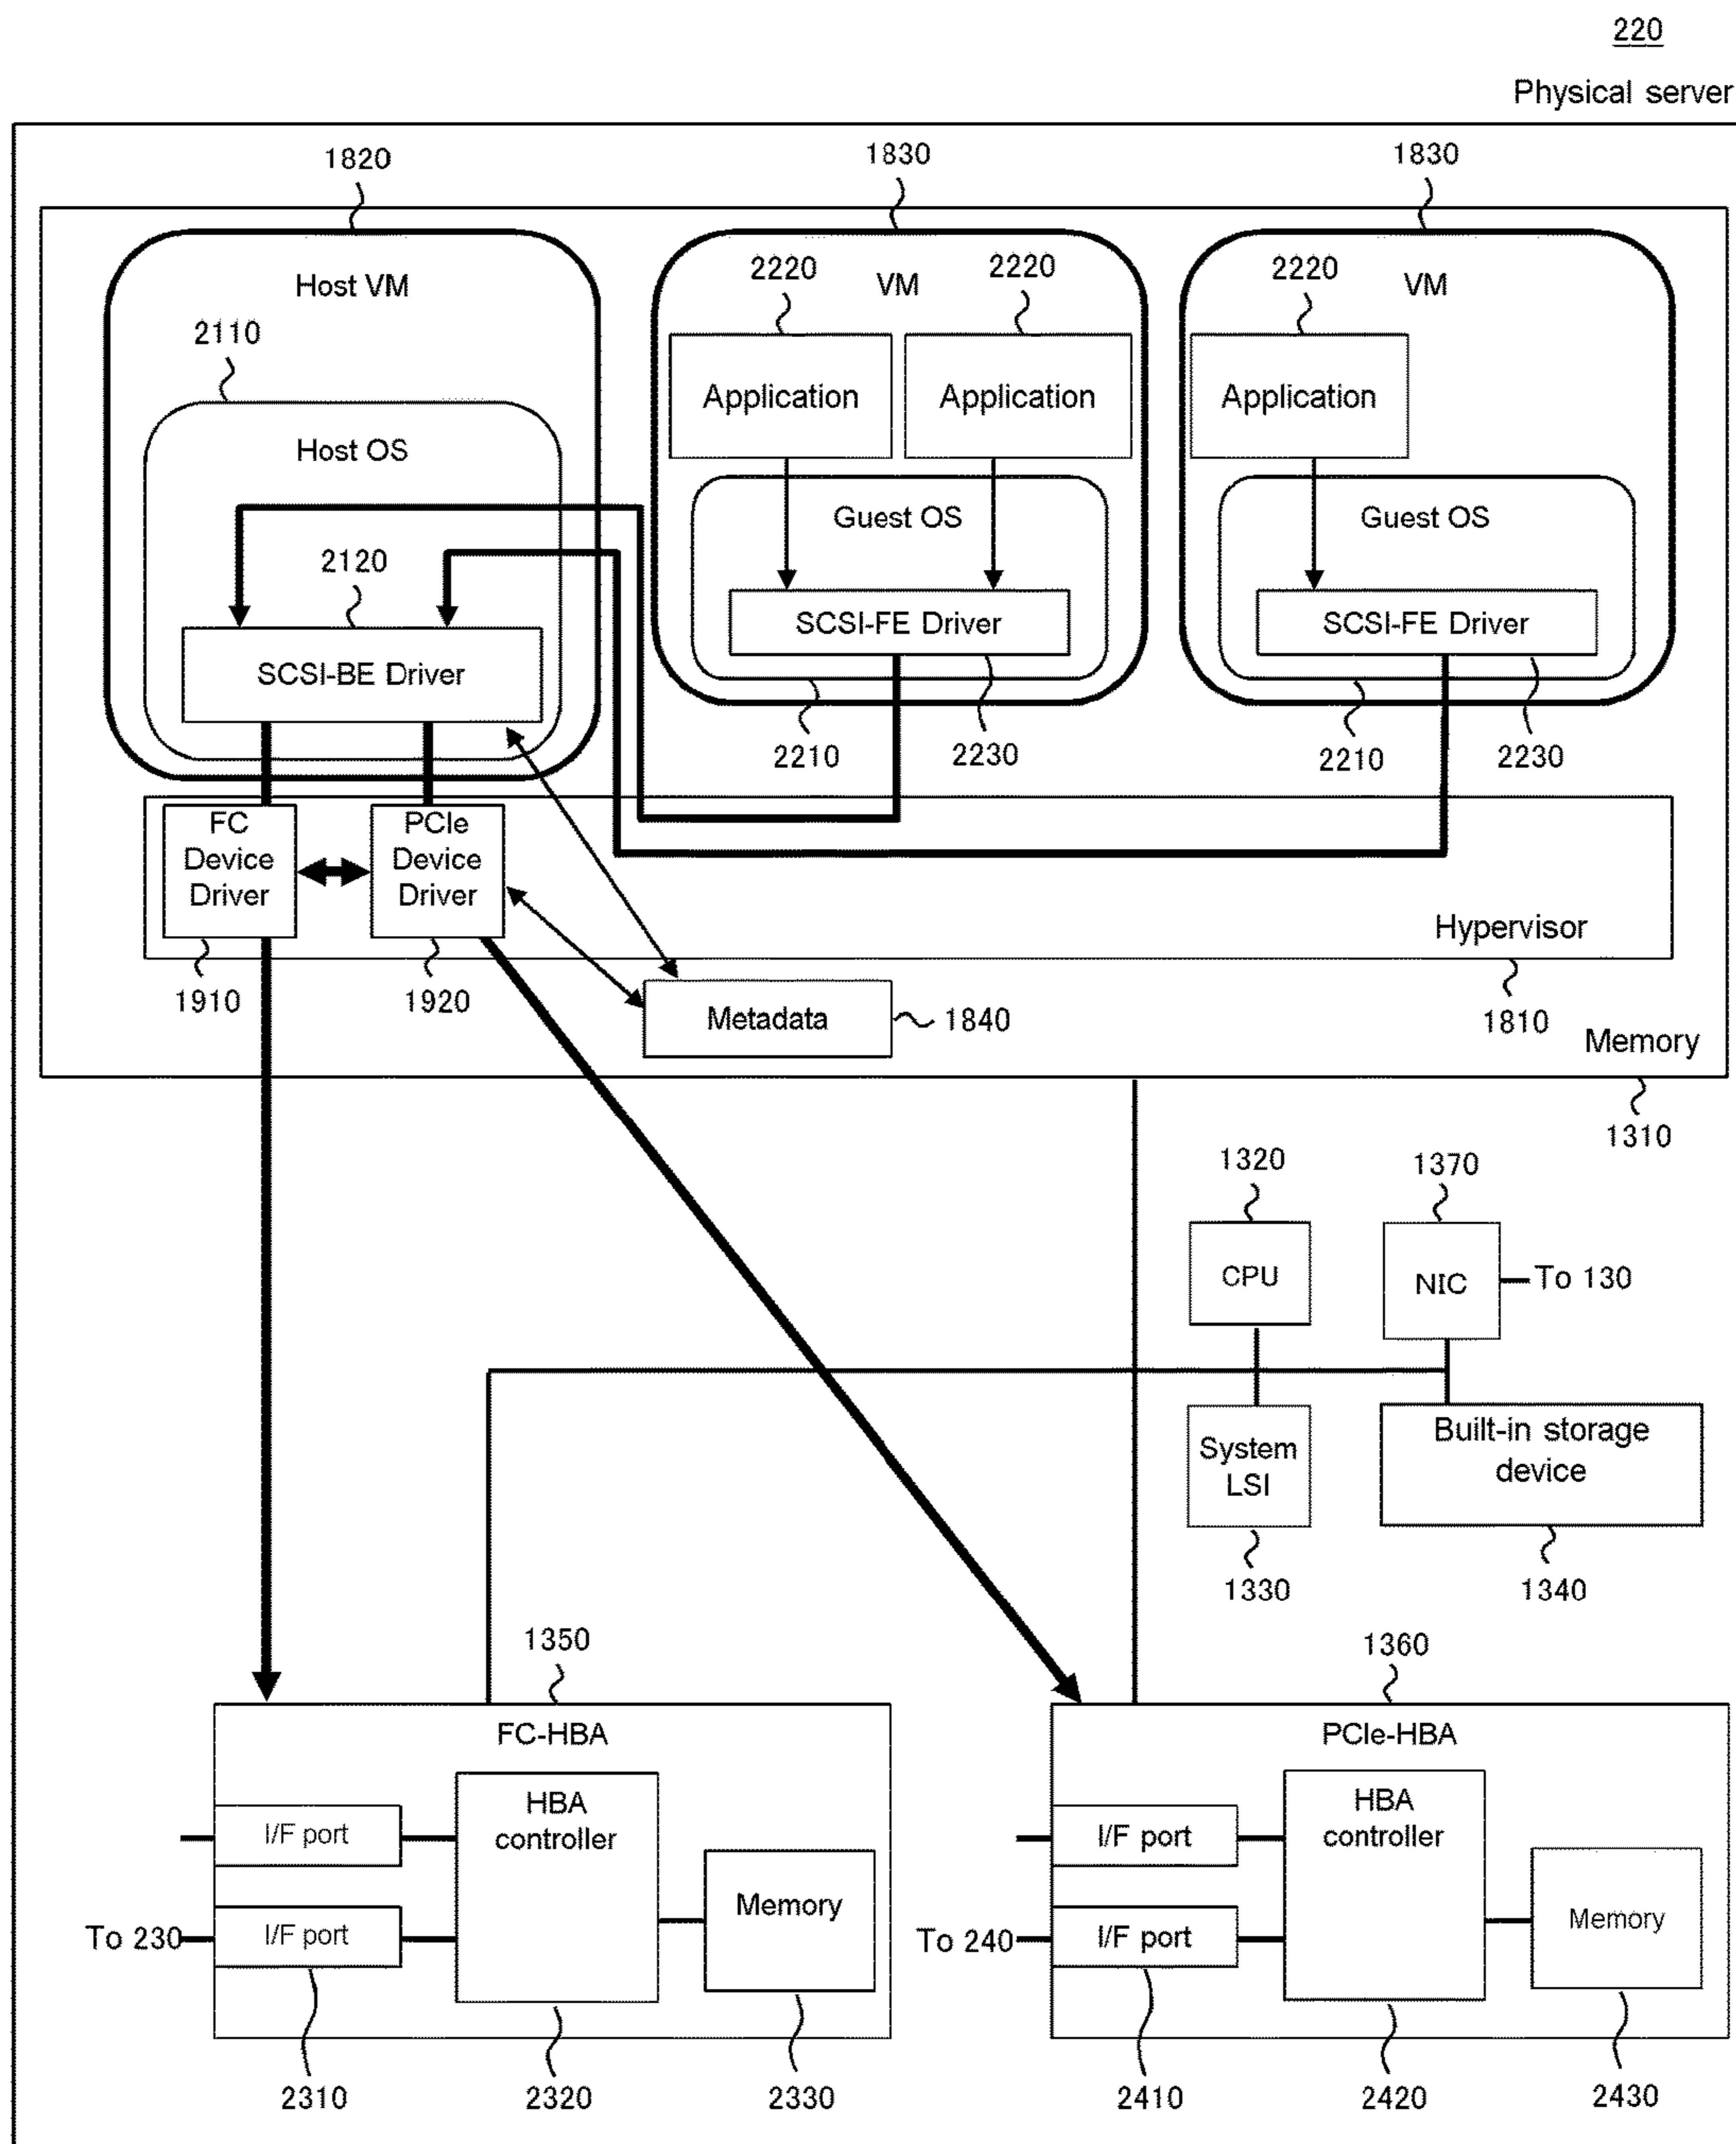 220
Physical server
1820
1830
1830
Host VM
2220
2220
VM
2220
VM
2110
Application
Application
Application
Host OS
Guest OS
Guest OS
2120
SCSI-FE Driver
SCSI-FE Driver
SCSI-BE Driver
2210
2230
2210
2230
FC
Device
Driver
PCIe
Device
Driver
Hypervisor
1910
1920
Metadata
1840
1810
Memory
1310
1320
1370
CPU
NIC
To 130
System
LSI
Built-in storage
device
1330
1340
1350
1360
FC-HBA
PCIe-HBA
I/F port
HBA
controller
I/F port
HBA
controller
Memory
Memory
To 230
I/F port
To 240
I/F port
2310
2320
2330
2410
2420
2430